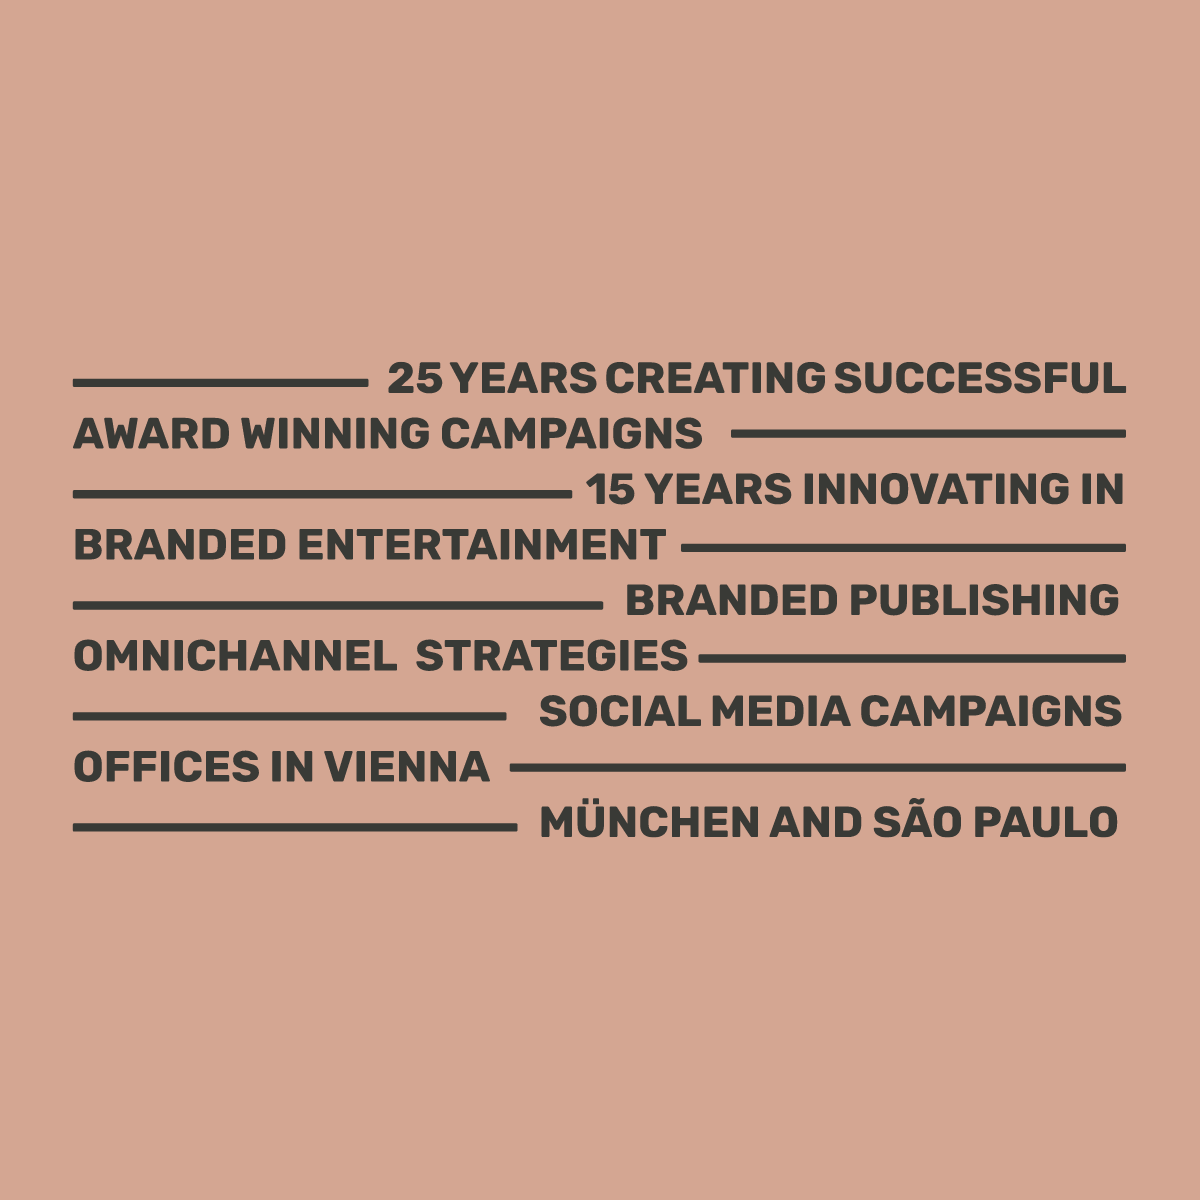 25 YEARS CREATING SUCCESSFUL
AWARD WINNING CAMPAIGNS
15 YEARS INNOVATING IN
BRANDED ENTERTAINMENT
BRANDED PUBLISHING
OMNICHANNEL STRATEGIES
SOCIAL MEDIA CAMPAIGNS
OFFICES IN VIENNA
MÜNCHEN AND SÃO PAULO